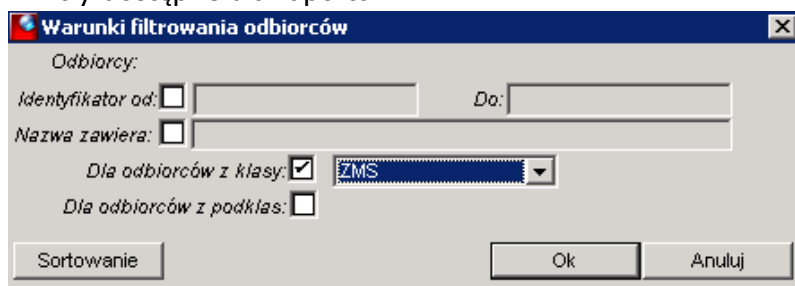 Warunki filtrowania odbiorców
Odbiorcy:
Identyfikator od: Do:
Nazwa zawiera:
Dla odbiorców z klasy: ZMS
Dla odbiorców z podklas:
Sortowanie Ok Anuluj